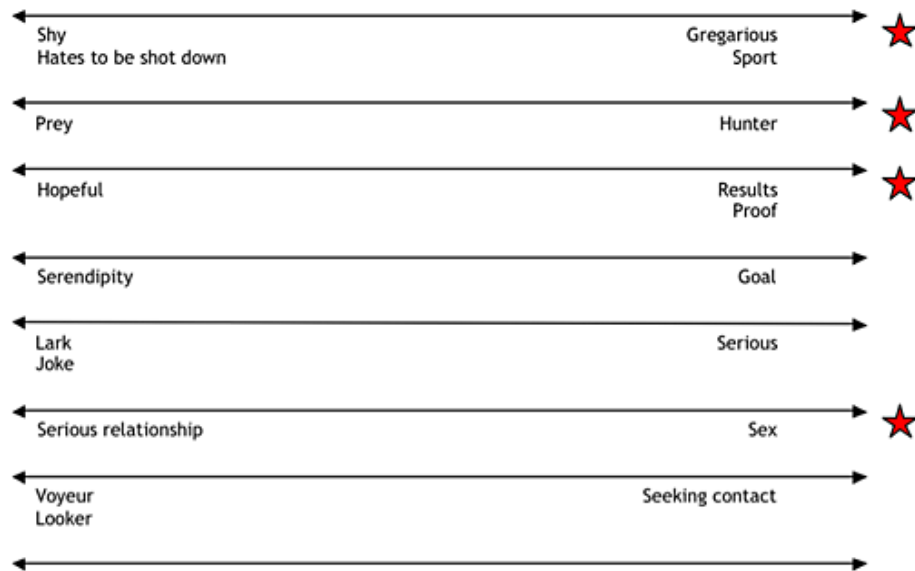 Shy Gregarious
Hates to be shot down Sport
Prey Hunter
Hopeful Results
Proof
Serendipity Goal
Lark Serious
Joke
Serious relationship Sex
Voyeur Seeking contact
Looker